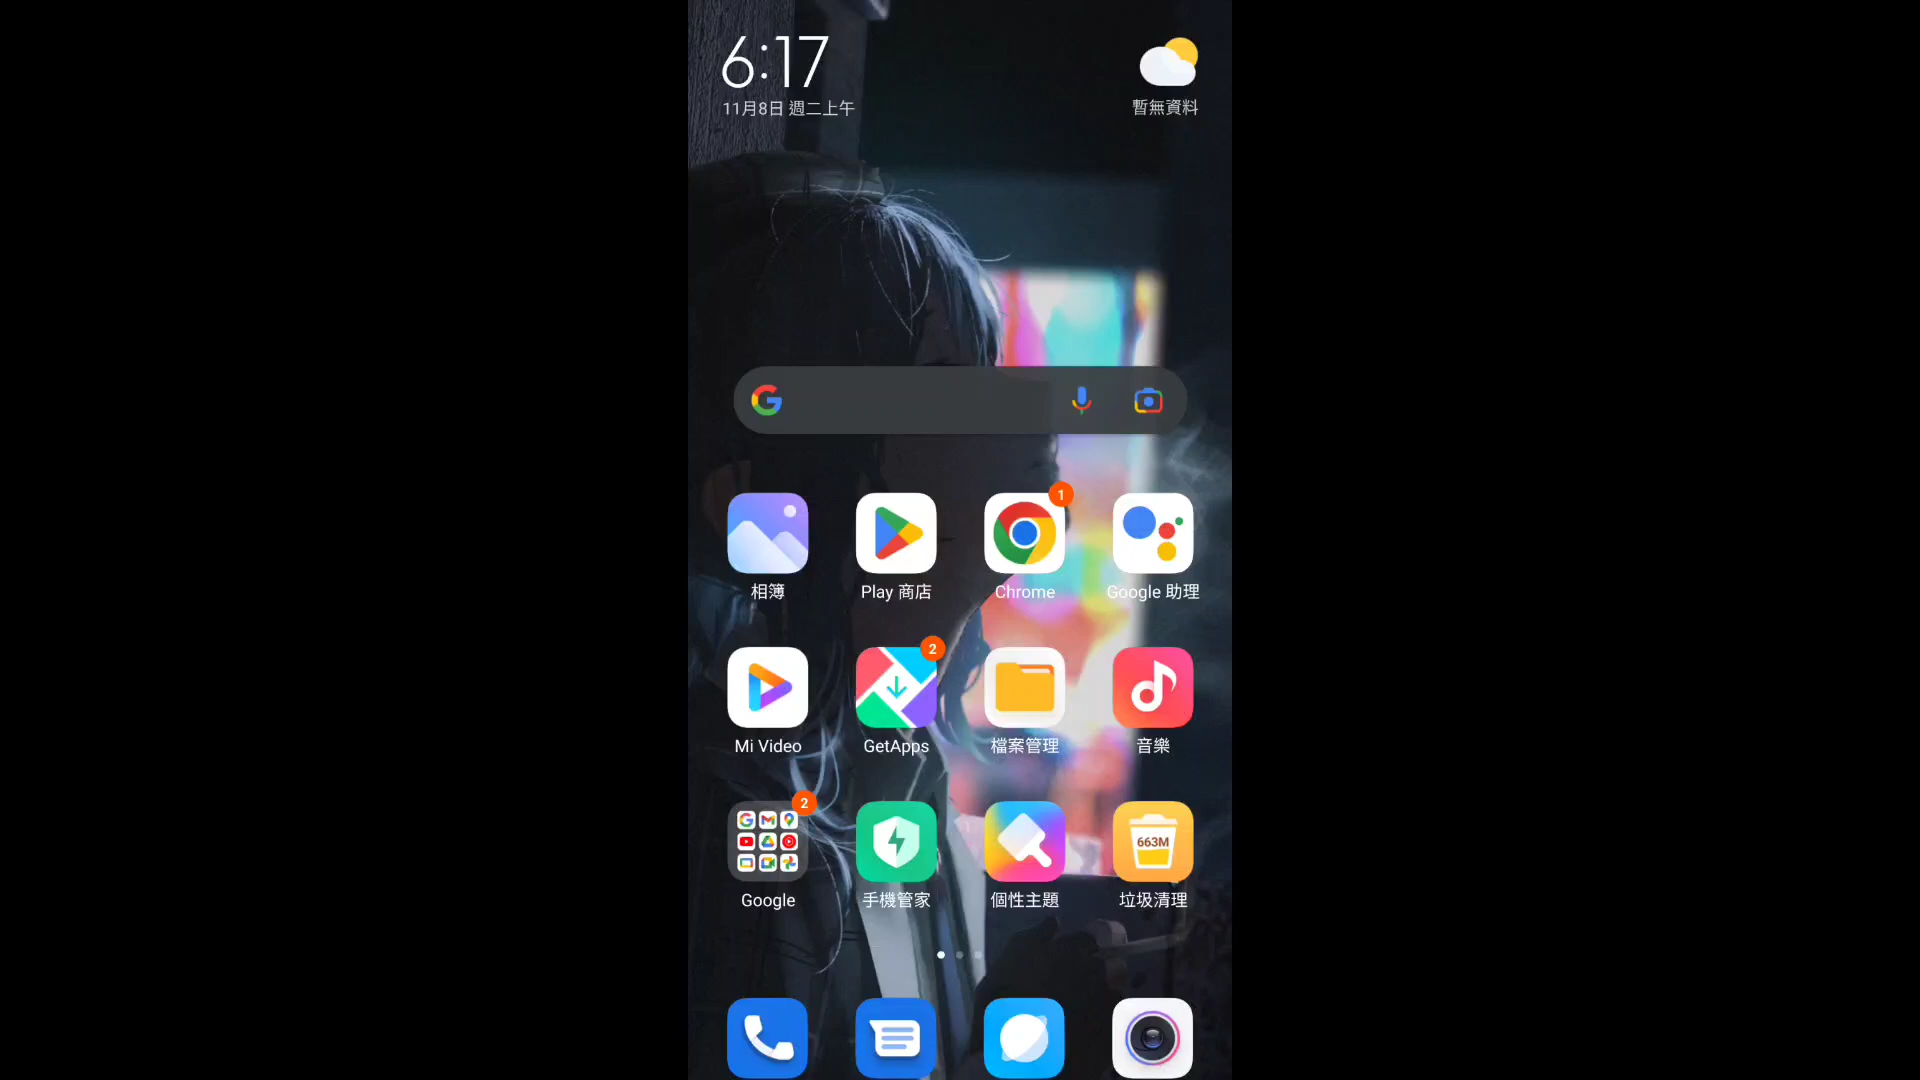 6:17
11月8日 週二上午
暫無資料
1
相簿
Play 商店
Chrome
Google 助理
2
Mi Video
GetApps
檔案管理
音樂
2
663M
Google
手機管家
個性主題
垃圾清理